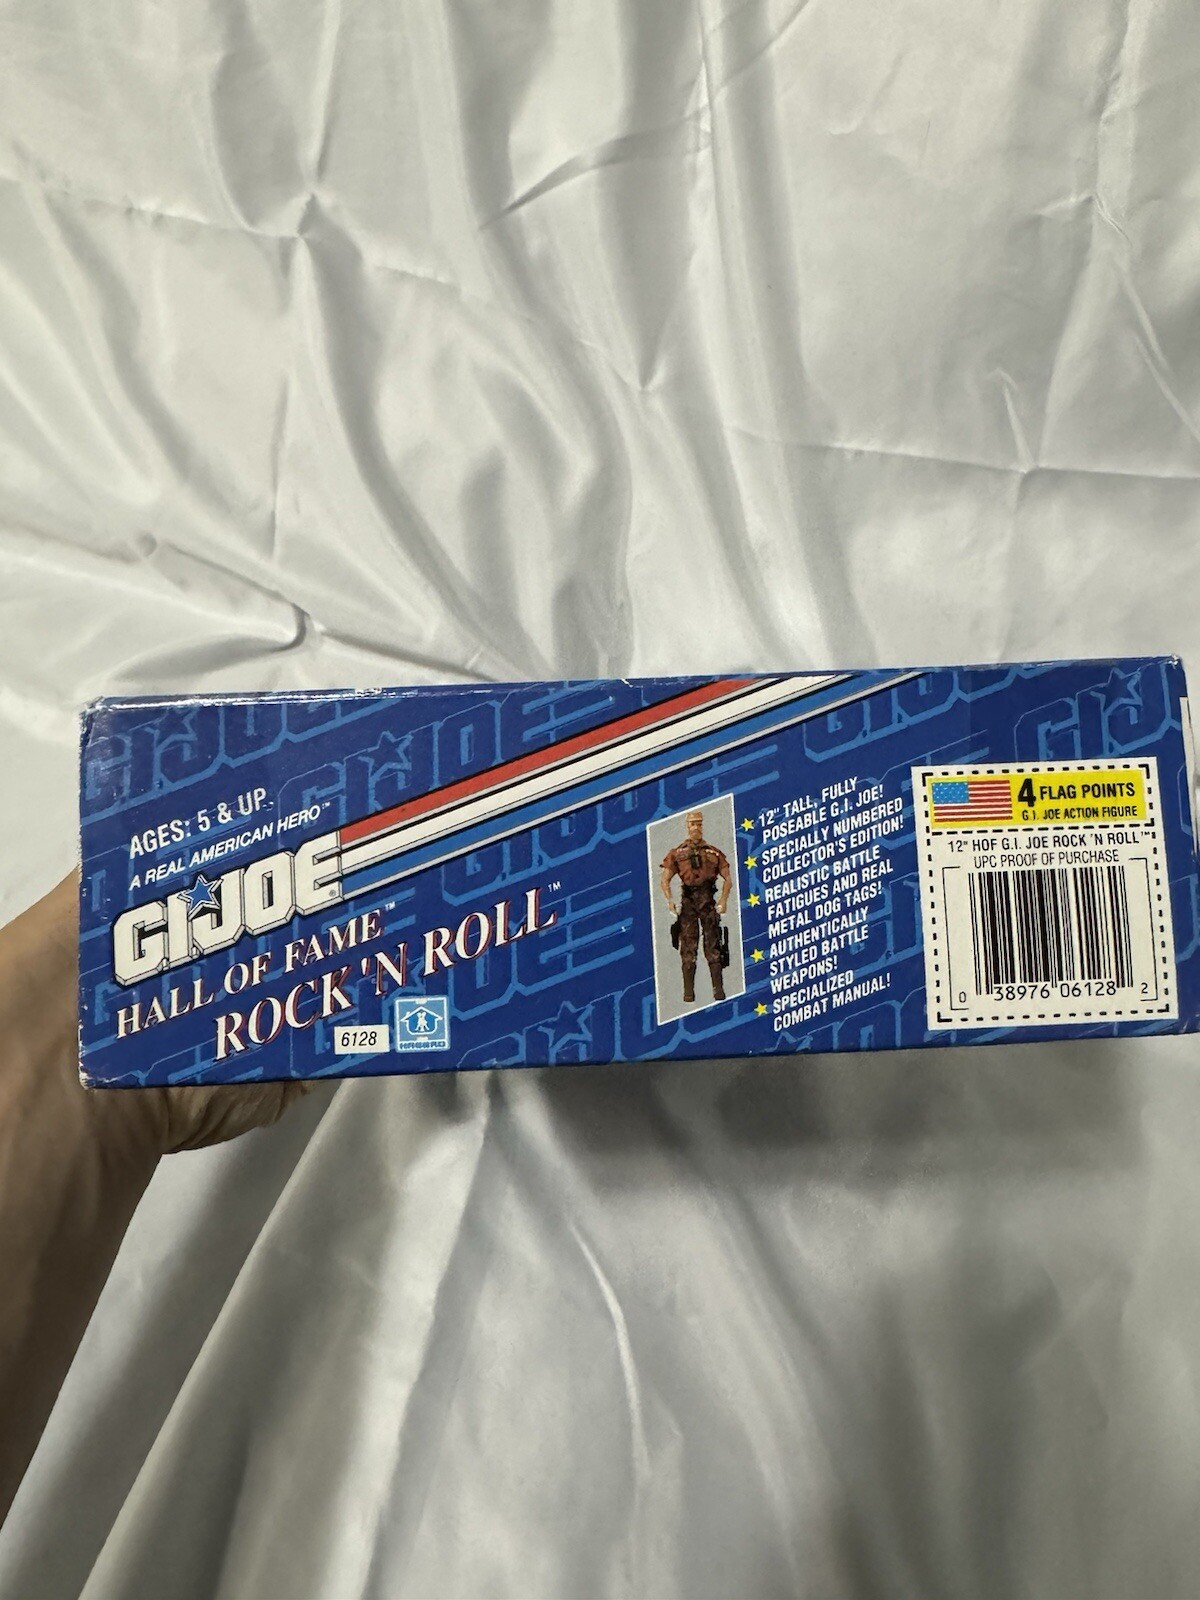 AGES: 5 & UP.
A REAL AMERICAN HERO™
G.I. JOE®
HALL OF FAME™
ROCK 'N ROLL™
6128
HASBRO
★ 12" TALL, FULLY
POSEABLE G.I. JOE!
★ SPECIALLY NUMBERED
COLLECTOR'S EDITION!
★ REALISTIC BATTLE
FATIGUES AND REAL
METAL DOG TAGS!
★ AUTHENTICALLY
STYLED BATTLE
WEAPONS!
★ SPECIALIZED
COMBAT MANUAL!
4 FLAG POINTS
G.I. JOE ACTION FIGURE
12" HOF G.I. JOE ROCK 'N ROLL™
UPC PROOF OF PURCHASE
0 38976 06128 2